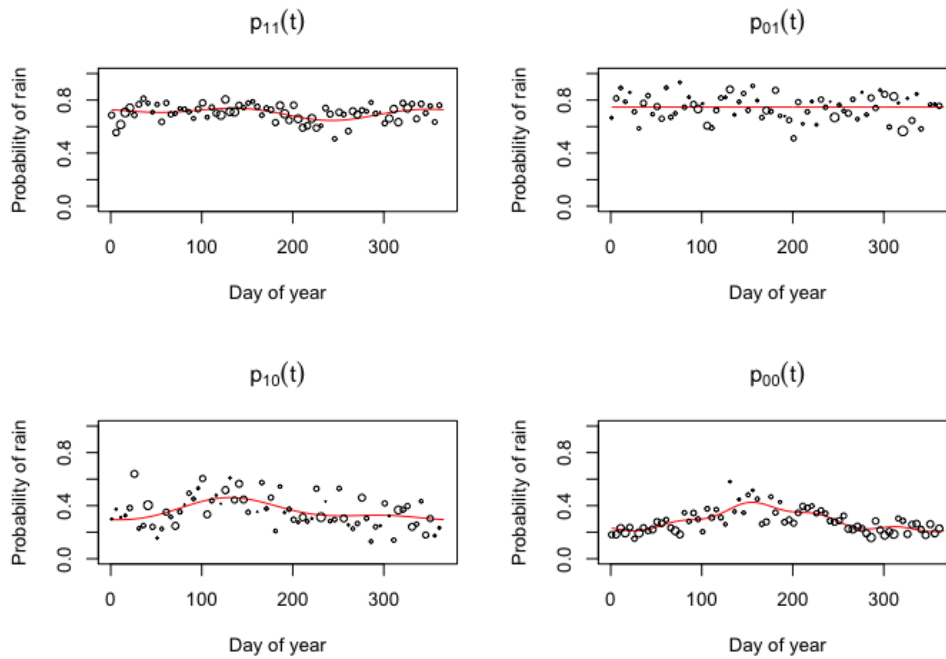 p₁₁(t)
Probability of rain
0.0 0.4 0.8
0 100 200 300
Day of year
p₀₁(t)
Probability of rain
0.0 0.4 0.8
0 100 200 300
Day of year
p₁₀(t)
Probability of rain
0.0 0.4 0.8
0 100 200 300
Day of year
p₀₀(t)
Probability of rain
0.0 0.4 0.8
0 100 200 300
Day of year